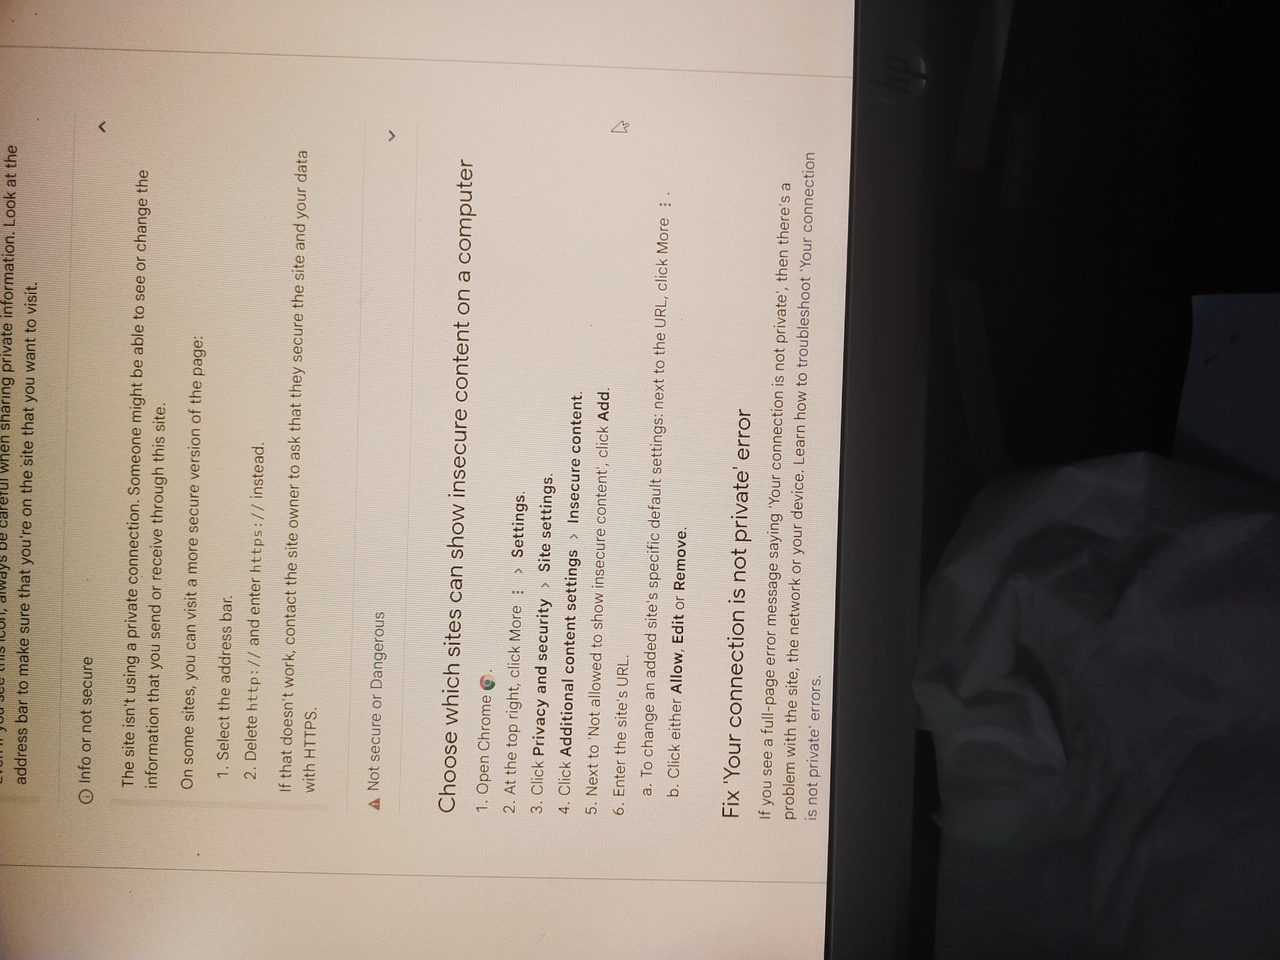 Even if you see this icon, always be careful when sharing private information. Look at the
address bar to make sure that you're on the site that you want to visit.
Info or not secure
The site isn't using a private connection. Someone might be able to see or change the
information that you send or receive through this site.
On some sites, you can visit a more secure version of the page:
1. Select the address bar.
2. Delete http:// and enter https:// instead.
If that doesn't work, contact the site owner to ask that they secure the site and your data
with HTTPS.
Not secure or Dangerous
Choose which sites can show insecure content on a computer
1. Open Chrome .
2. At the top right, click More ⋮ > Settings.
3. Click Privacy and security > Site settings.
4. Click Additional content settings > Insecure content.
5. Next to 'Not allowed to show insecure content', click Add.
6. Enter the site's URL.
a. To change an added site's specific default settings: next to the URL, click More ⋮ .
b. Click either Allow, Edit or Remove.
Fix 'Your connection is not private' error
If you see a full-page error message saying 'Your connection is not private', then there's a
problem with the site, the network or your device. Learn how to troubleshoot 'Your connection
is not private' errors.
hp